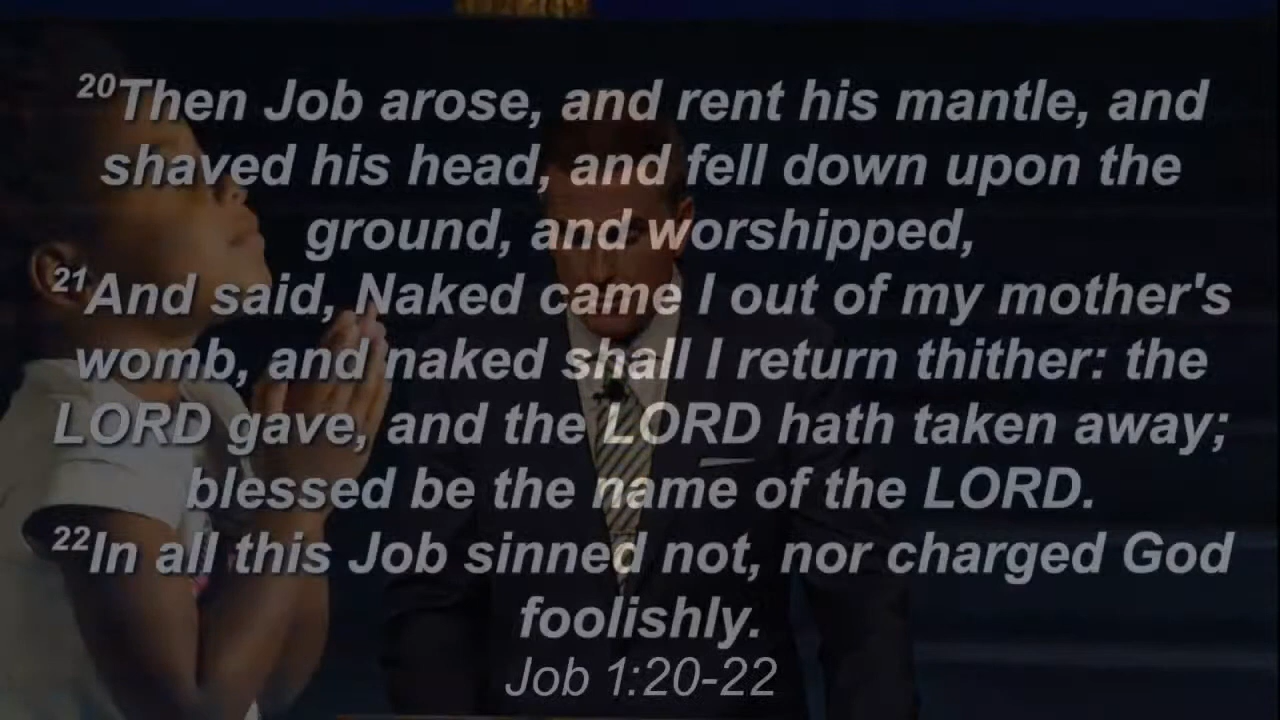 20Then Job arose, and rent his mantle, and
shaved his head, and fell down upon the
ground, and worshipped,
21And said, Naked came I out of my mother's
womb, and naked shall I return thither: the
LORD gave, and the LORD hath taken away;
blessed be the name of the LORD.
22In all this Job sinned not, nor charged God
foolishly.
Job 1:20-22